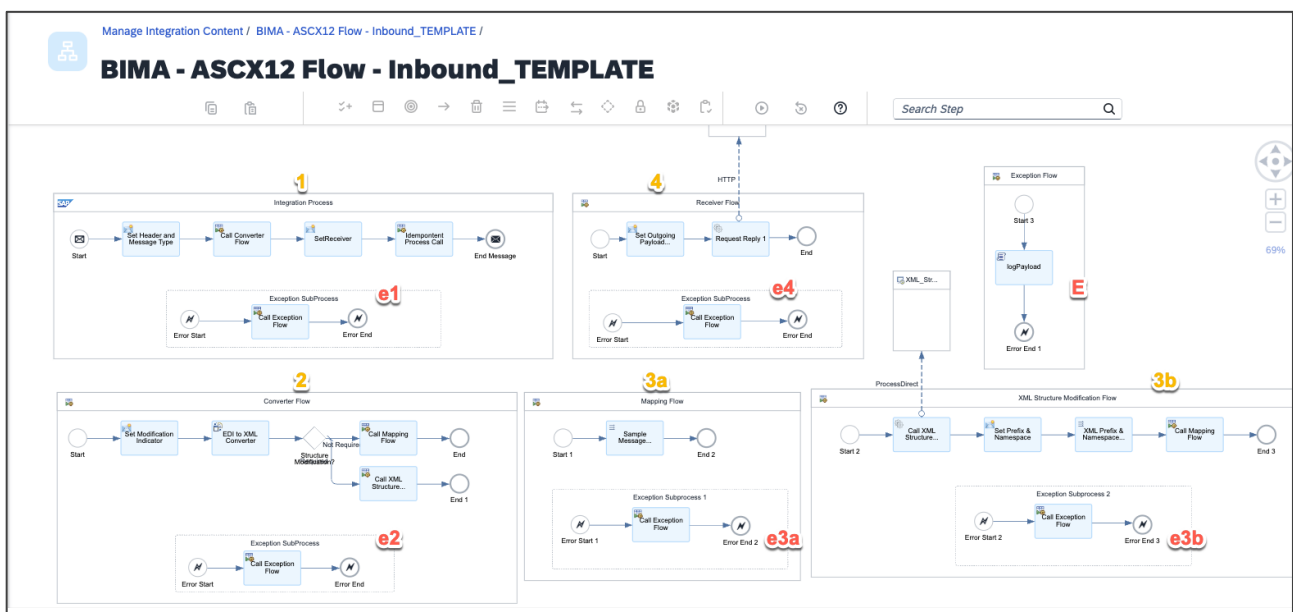 Manage Integration Content / BIMA - ASCX12 Flow - Inbound_TEMPLATE /
BIMA - ASCX12 Flow - Inbound_TEMPLATE
Search Step
69%
HTTP
1
SAP
Integration Process
Start
Set Header and
Message Type
Call Converter
Flow
SetReceiver
Idempontent
Process Call
End Message
Exception SubProcess
e1
Error Start
Call Exception
Flow
Error End
4
Receiver Flow
Start
Set Outgoing
Payload...
Request Reply 1
End
Exception SubProcess
e4
Error Start
Call Exception
Flow
Error End
Exception Flow
Start 3
logPayload
E
Error End 1
XML_Str...
ProcessDirect
2
Converter Flow
Start
Set Modification
Indicator
EDI to XML
Converter
Not Require
Structure
Modification?
Call Mapping
Flow
End
Call XML
Structure...
End 1
Exception SubProcess
e2
Error Start
Call Exception
Flow
Error End
3a
Mapping Flow
Start 1
Sample
Message...
End 2
Exception Subprocess 1
Error Start 1
Call Exception
Flow
Error End 2
e3a
3b
XML Structure Modification Flow
Start 2
Call XML
Structure...
Set Prefix &
Namespace
XML Prefix &
Namespace...
Call Mapping
Flow
End 3
Exception Subprocess 2
Error Start 2
Call Exception
Flow
Error End 3
e3b